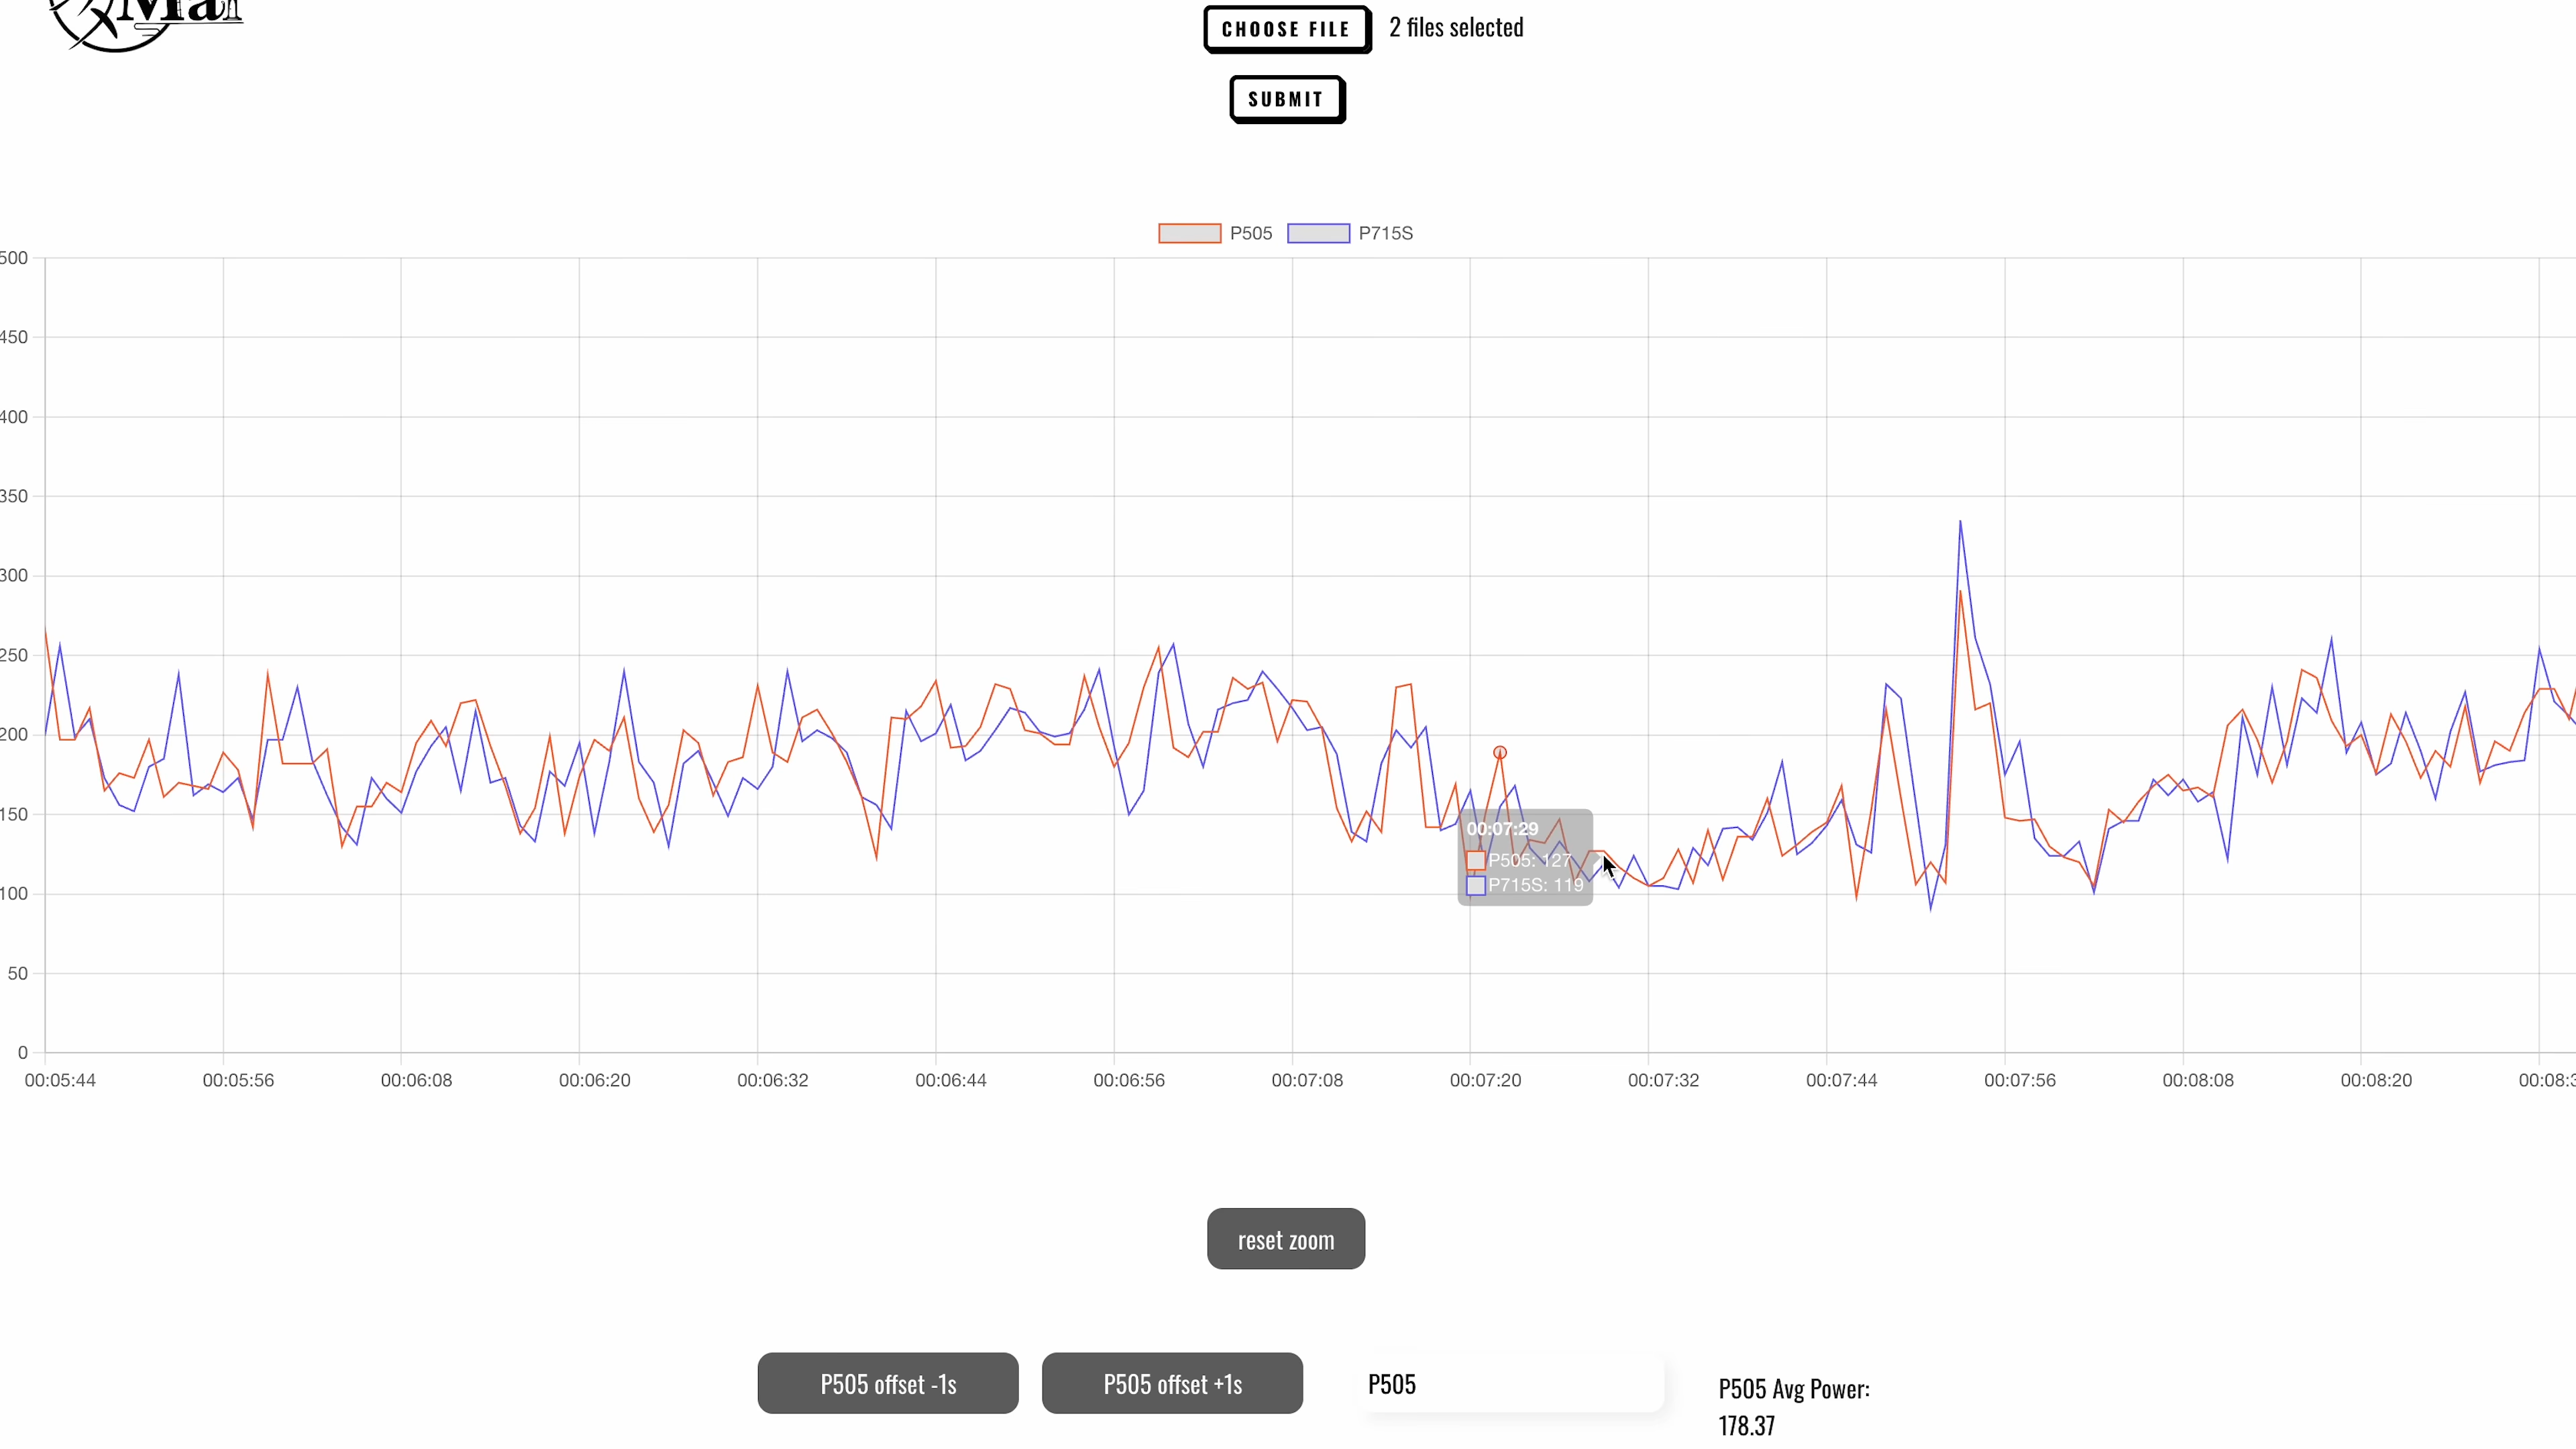 Mai
CHOOSE FILE 2 files selected
SUBMIT
P505 P715S
500
450
400
350
300
250
200
150
100
50
0
00:07:29
P505: 127
P715S: 119
00:05:44 00:05:56 00:06:08 00:06:20 00:06:32 00:06:44 00:06:56 00:07:08 00:07:20 00:07:32 00:07:44 00:07:56 00:08:08 00:08:20
reset zoom
P505 offset -1s P505 offset +1s P505 P505 Avg Power:
178.37